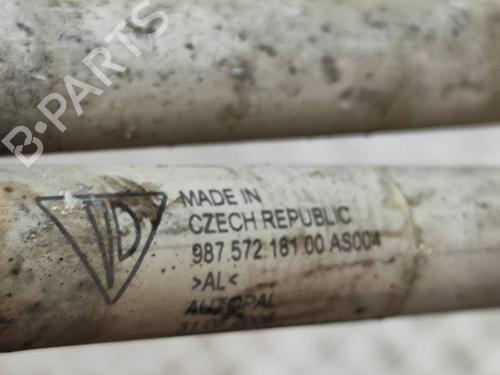 B-PARTS
MADE IN
CZECH REPUBLIC
987.572.181.00 AS004
>AL<
AUTOPAL